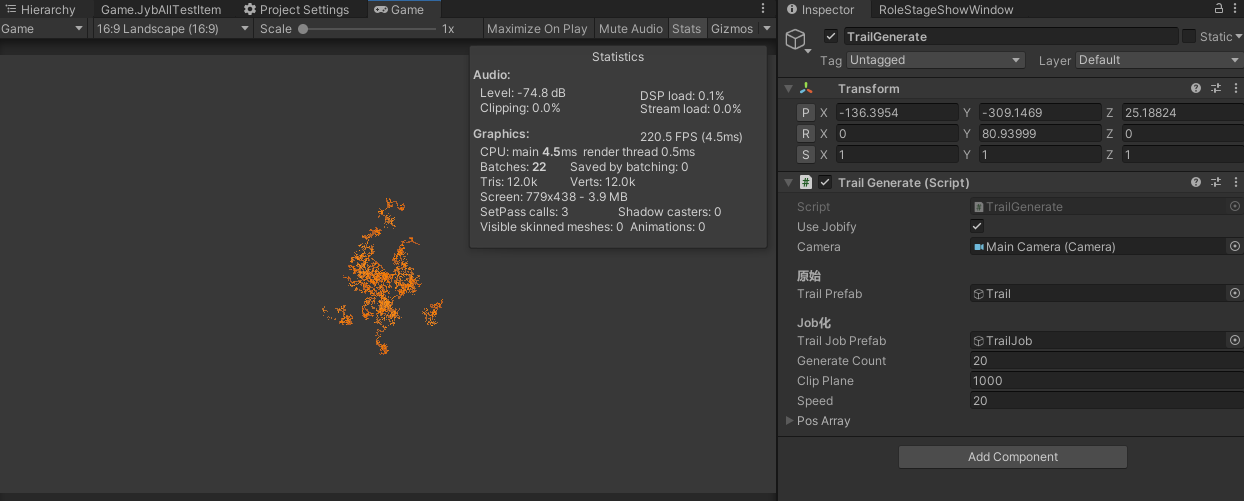 Hierarchy Game.JybAllTestItem Project Settings Game
Game 16:9 Landscape (16:9) Scale 1x Maximize On Play Mute Audio Stats Gizmos
Statistics
Audio:
Level: -74.8 dB DSP load: 0.1%
Clipping: 0.0% Stream load: 0.0%
Graphics: 220.5 FPS (4.5ms)
CPU: main 4.5ms render thread 0.5ms
Batches: 22 Saved by batching: 0
Tris: 12.0k Verts: 12.0k
Screen: 779x438 - 3.9 MB
SetPass calls: 3 Shadow casters: 0
Visible skinned meshes: 0 Animations: 0
Inspector RoleStageShowWindow
TrailGenerate Static
Tag Untagged Layer Default
Transform
P X -136.3954 Y -309.1469 Z 25.18824
R X 0 Y 80.93999 Z 0
S X 1 Y 1 Z 1
# Trail Generate (Script)
Script # TrailGenerate
Use Jobify
Camera Main Camera (Camera)
原始
Trail Prefab Trail
Job化
Trail Job Prefab TrailJob
Generate Count 20
Clip Plane 1000
Speed 20
Pos Array
Add Component